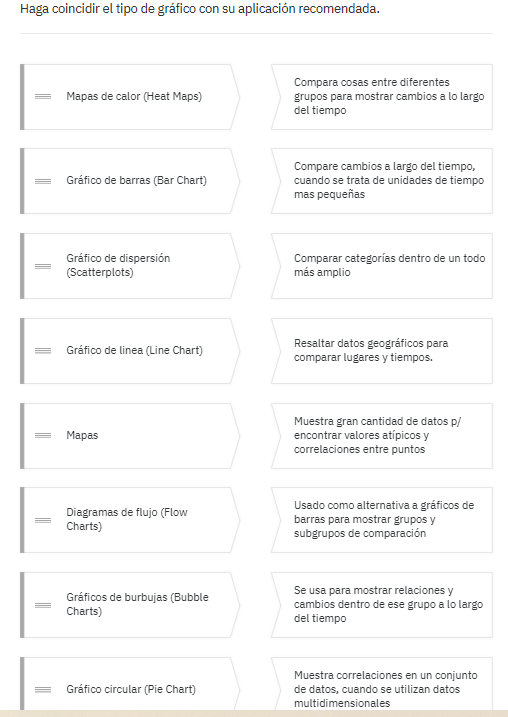 Haga coincidir el tipo de gráfico con su aplicación recomendada.
Mapas de calor (Heat Maps)
Compara cosas entre diferentes
grupos para mostrar cambios a lo largo
del tiempo
Gráfico de barras (Bar Chart)
Compare cambios a largo del tiempo,
cuando se trata de unidades de tiempo
mas pequeñas
Gráfico de dispersión
(Scatterplots)
Comparar categorías dentro de un todo
más amplio
Gráfico de linea (Line Chart)
Resaltar datos geográficos para
comparar lugares y tiempos.
Mapas
Muestra gran cantidad de datos p/
encontrar valores atípicos y
correlaciones entre puntos
Diagramas de flujo (Flow
Charts)
Usado como alternativa a gráficos de
barras para mostrar grupos y
subgrupos de comparación
Gráficos de burbujas (Bubble
Charts)
Se usa para mostrar relaciones y
cambios dentro de ese grupo a lo largo
del tiempo
Gráfico circular (Pie Chart)
Muestra correlaciones en un conjunto
de datos, cuando se utilizan datos
multidimensionales